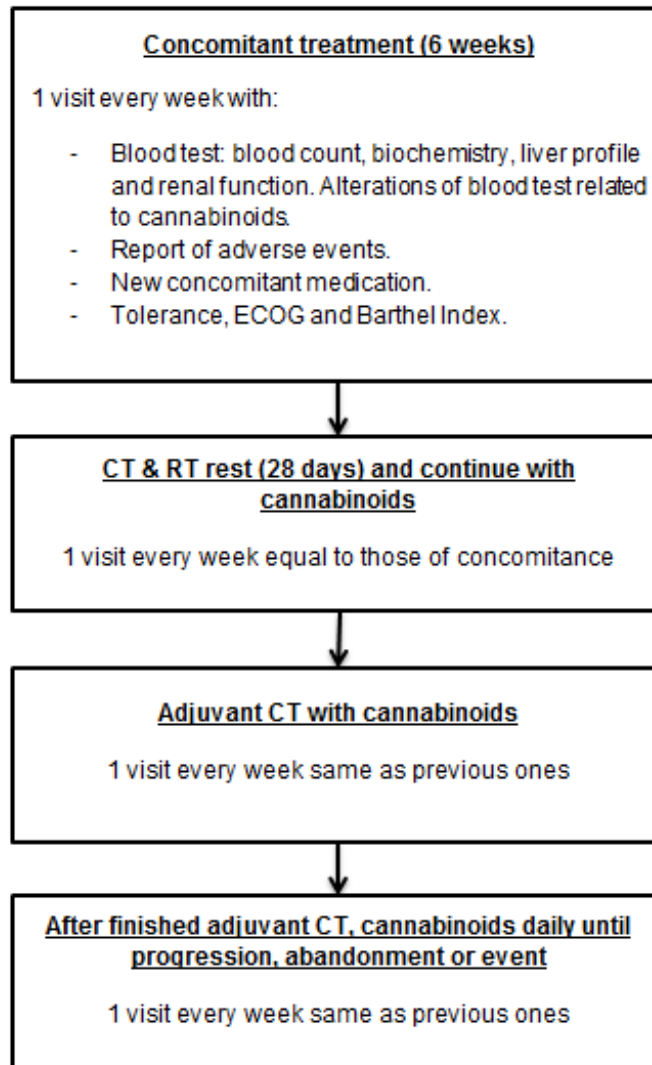 Concomitant treatment (6 weeks)
1 visit every week with:
- Blood test: blood count, biochemistry, liver profile
and renal function. Alterations of blood test related
to cannabinoids.
- Report of adverse events.
- New concomitant medication.
- Tolerance, ECOG and Barthel Index.
CT & RT rest (28 days) and continue with
cannabinoids
1 visit every week equal to those of concomitance
Adjuvant CT with cannabinoids
1 visit every week same as previous ones
After finished adjuvant CT, cannabinoids daily until
progression, abandonment or event
1 visit every week same as previous ones